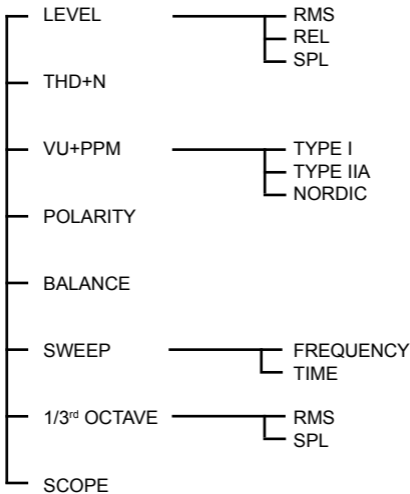 LEVEL RMS
REL
SPL
THD+N
VU+PPM TYPE I
TYPE IIA
NORDIC
POLARITY
BALANCE
SWEEP FREQUENCY
TIME
1/3rd OCTAVE RMS
SPL
SCOPE